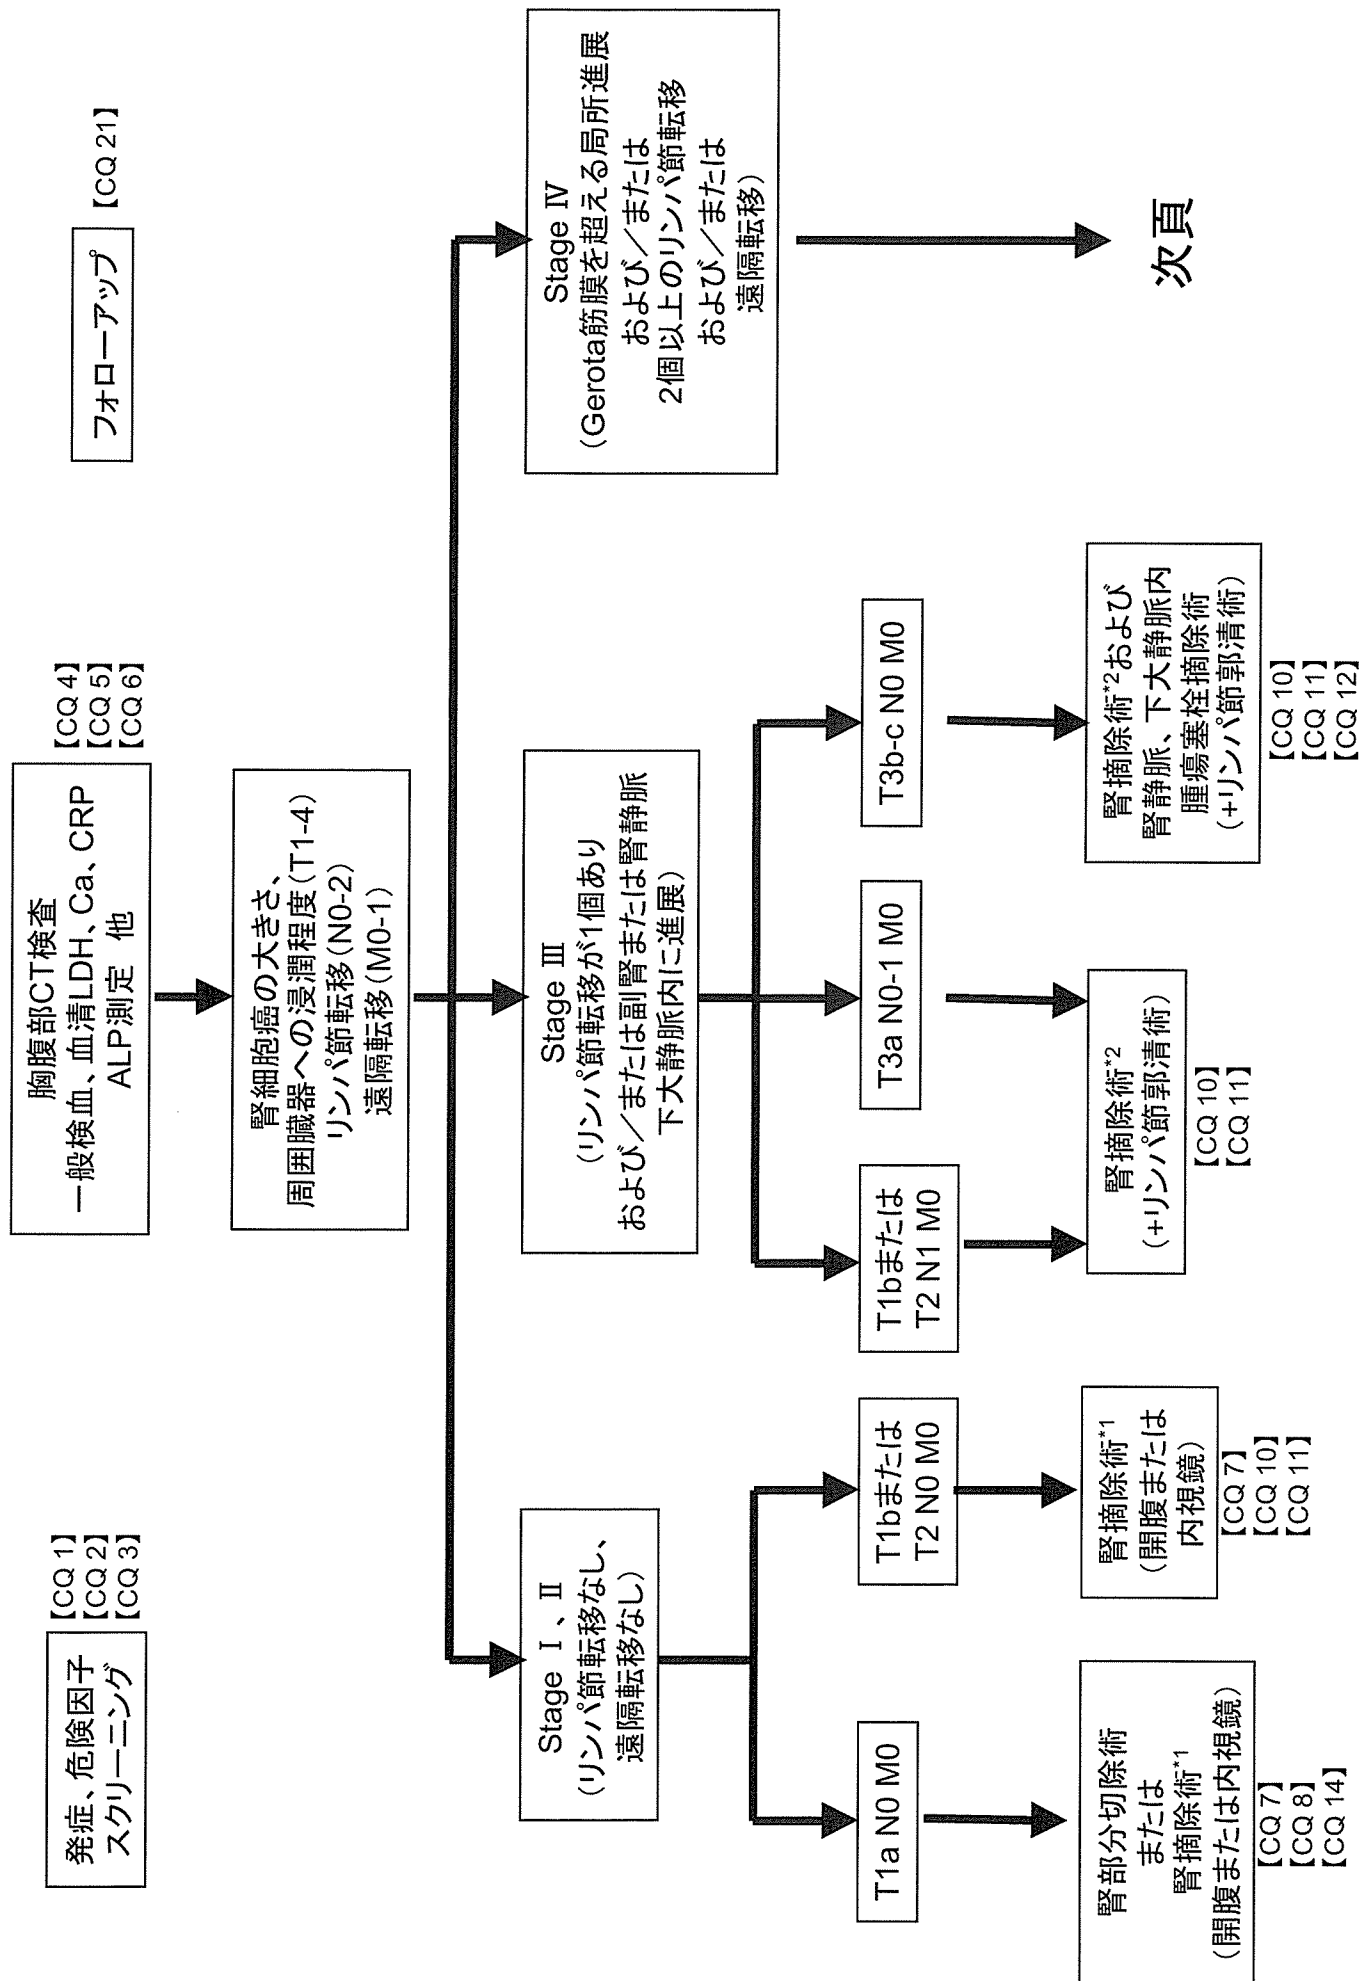 発症、危険因子
スクリーニング
【CQ 1】
【CQ 2】
【CQ 3】
胸腹部CT検査
一般検血、血清LDH、Ca、CRP
ALP測定 他
【CQ 4】
【CQ 5】
【CQ 6】
フォローアップ
【CQ 21】
腎細胞癌の大きさ、
周囲臓器への浸潤程度(T1-4)
リンパ節転移(N0-2)
遠隔転移(M0-1)
Stage Ⅰ、Ⅱ
(リンパ節転移なし、
遠隔転移なし)
Stage Ⅲ
(リンパ節転移が1個あり
および/または副腎または腎静脈
下大静脈内に進展)
Stage Ⅳ
(Gerota筋膜を超える局所進展
および/または
2個以上のリンパ節転移
および/または
遠隔転移)
T1a N0 M0
T1bまたは
T2 N0 M0
T1bまたは
T2 N1 M0
T3a N0-1 M0
T3b-c N0 M0
次頁
腎部分切除術
または
腎摘除術*1
(開腹または内視鏡)
【CQ 7】
【CQ 8】
【CQ 14】
腎摘除術*1
(開腹または
内視鏡)
【CQ 7】
【CQ 10】
【CQ 11】
腎摘除術*2
(+リンパ節郭清術)
【CQ 10】
【CQ 11】
腎摘除術*2および
腎静脈、下大静脈内
腫瘍塞栓摘除術
(+リンパ節郭清術)
【CQ 10】
【CQ 11】
【CQ 12】